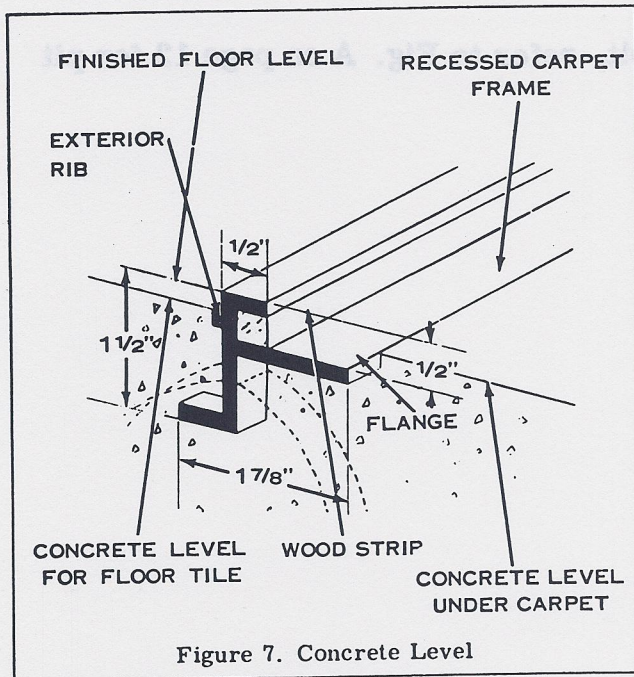 FINISHED FLOOR LEVEL
RECESSED CARPET
FRAME
EXTERIOR
RIB
1/2"
1 1/2"
1/2"
FLANGE
1 7/8"
CONCRETE LEVEL
FOR FLOOR TILE
WOOD STRIP
CONCRETE LEVEL
UNDER CARPET
Figure 7. Concrete Level